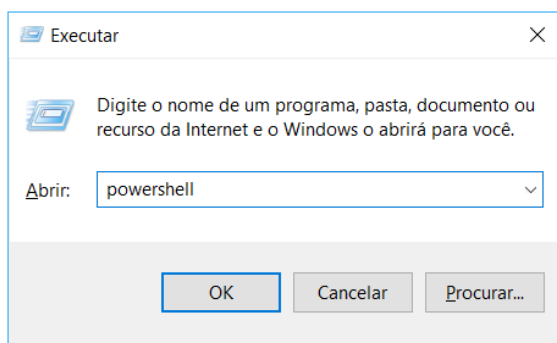 Executar
Digite o nome de um programa, pasta, documento ou
recurso da Internet e o Windows o abrirá para você.
Abrir: powershell
OK Cancelar Procurar...